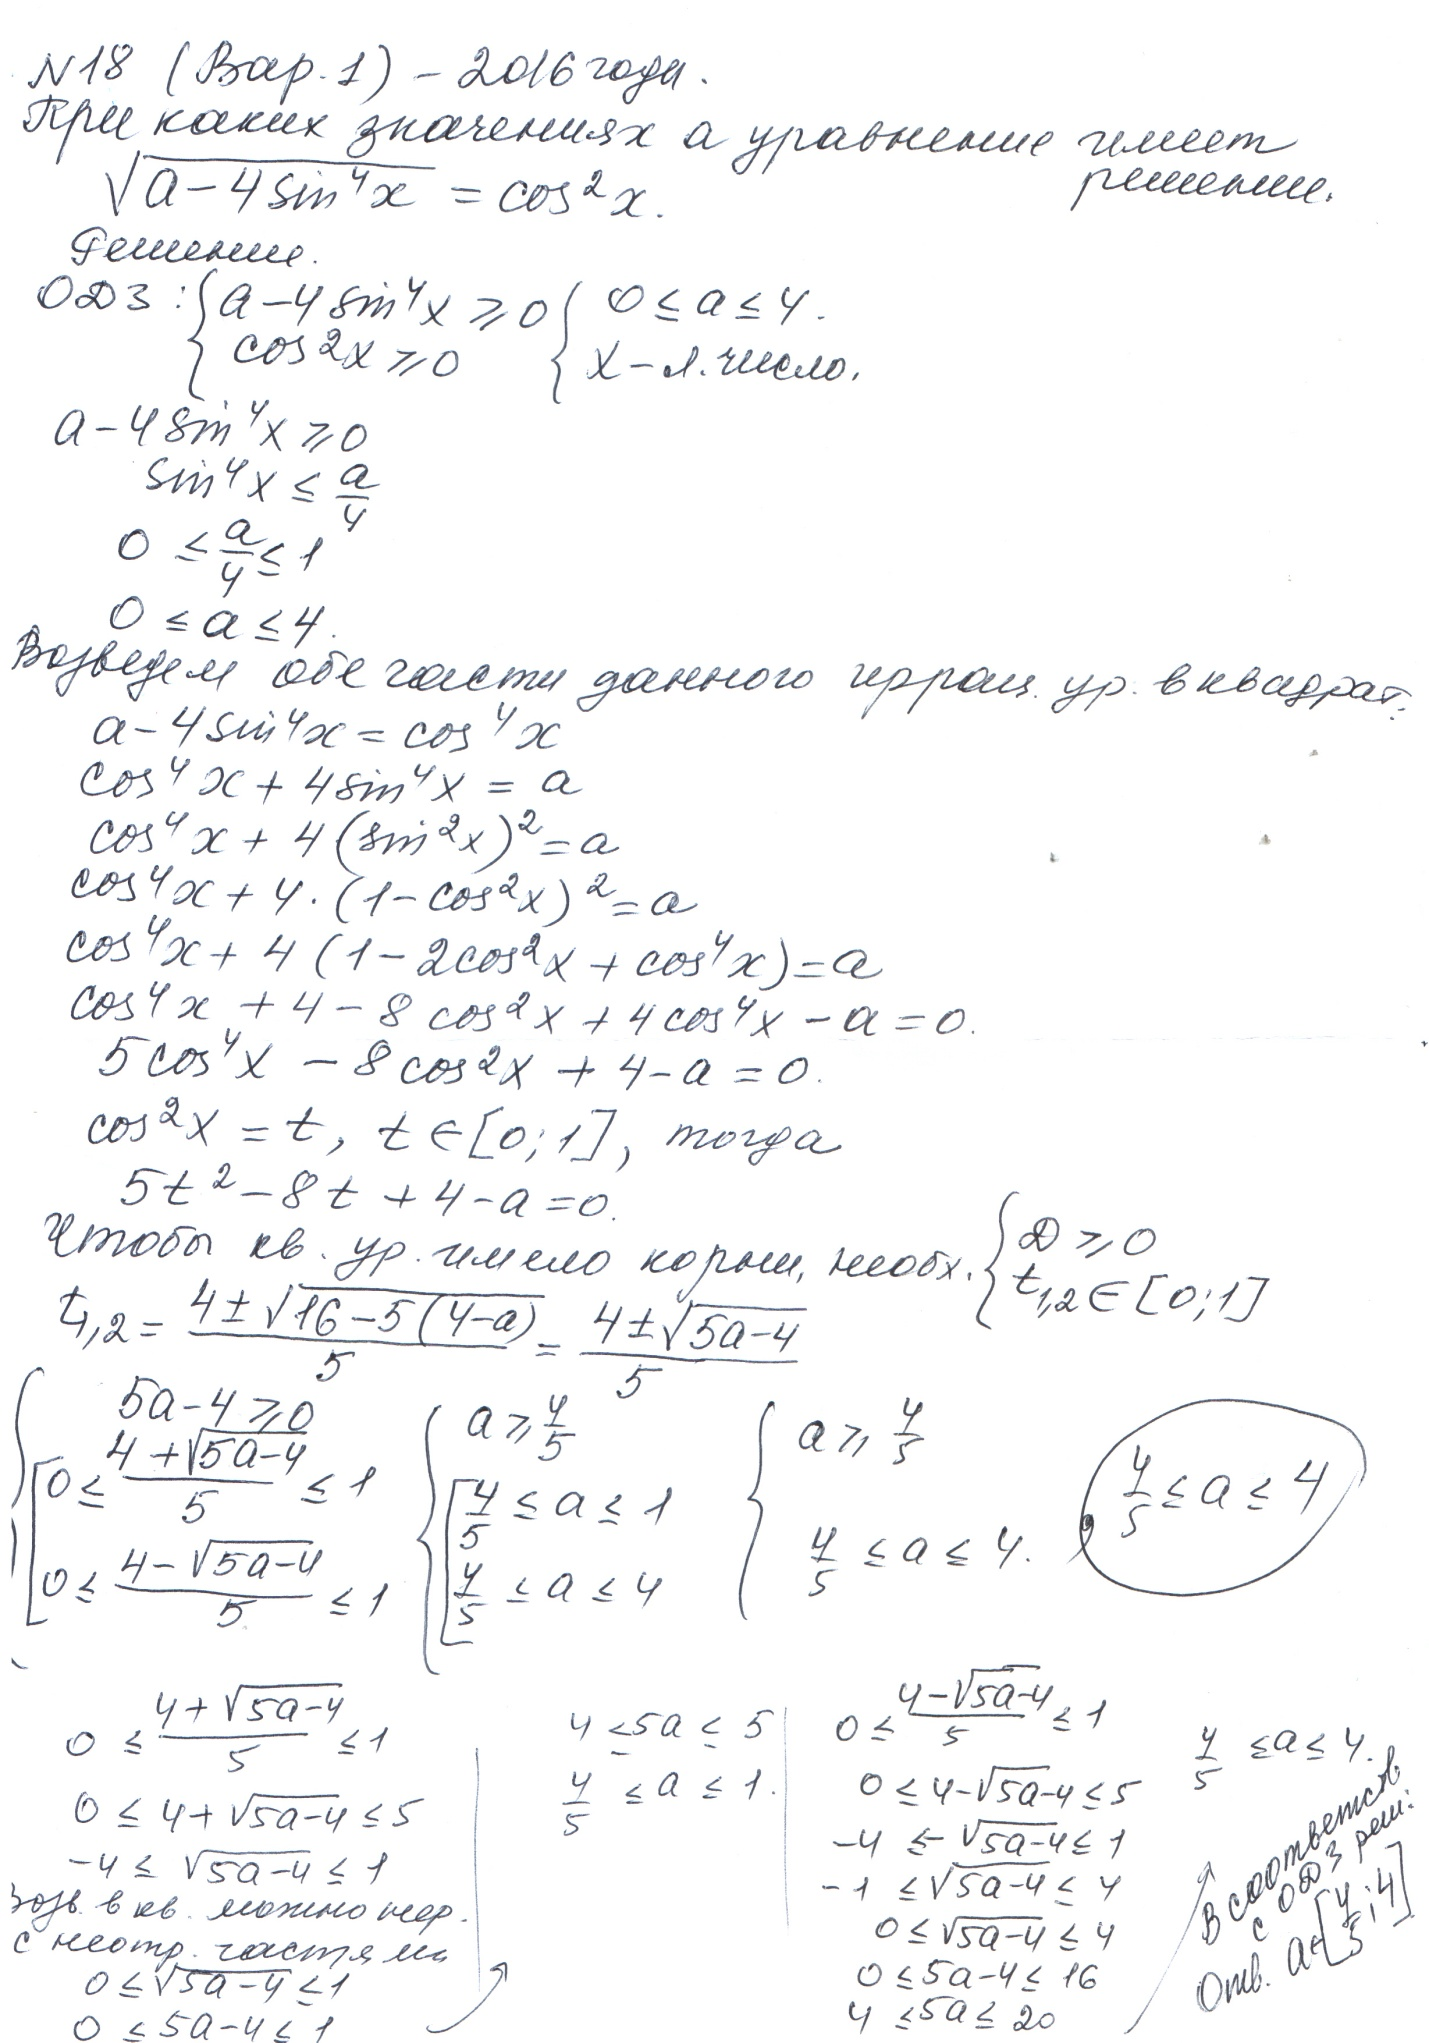 N18 (Вар. 1) – 2016 года.
При каких значениях а уравнение имеет
решение.
√(a – 4sin⁴x) = cos²x.
Решение.
ОДЗ: { a – 4sin⁴x ⩾ 0 { 0 ≤ a ≤ 4.
cos²x ⩾ 0 x – л. число.
a – 4sin⁴x ⩾ 0
sin⁴x ≤ a/4
0 ≤ a/4 ≤ 1
0 ≤ a ≤ 4.
Возведем обе части данного иррац. ур. в квадрат:
a – 4sin⁴x = cos⁴x
cos⁴x + 4sin⁴x = a
cos⁴x + 4(sin²x)² = a
cos⁴x + 4·(1 – cos²x)² = a
cos⁴x + 4(1 – 2cos²x + cos⁴x) = a
cos⁴x + 4 – 8cos²x + 4cos⁴x – a = 0.
5cos⁴x – 8cos²x + 4 – a = 0.
cos²x = t, t ∈ [0;1], тогда
5t² – 8t + 4 – a = 0.
Чтобы кв. ур. имело корни, необх. { D ⩾ 0
t1,2 ∈ [0;1]
t1,2 = (4 ± √(16 – 5(4 – a)))/5 = (4 ± √(5a – 4))/5
{ 5a – 4 ⩾ 0 { a ⩾ 4/5 { a ⩾ 4/5
[ 0 ≤ (4 + √(5a – 4))/5 ≤ 1 [ 4/5 ≤ a ≤ 1 4/5 ≤ a ≤ 4. 4/5 ≤ a ≤ 4
0 ≤ (4 – √(5a – 4))/5 ≤ 1 4/5 ≤ a ≤ 4
0 ≤ (4 + √(5a – 4))/5 ≤ 1
0 ≤ 4 + √(5a – 4) ≤ 5
–4 ≤ √(5a – 4) ≤ 1
Возв. в кв. можно нер.
с неотр. частями
0 ≤ √(5a – 4) ≤ 1
0 ≤ 5a – 4 ≤ 1
4 ≤ 5a ≤ 5
4/5 ≤ a ≤ 1.
0 ≤ (4 – √(5a – 4))/5 ≤ 1
0 ≤ 4 – √(5a – 4) ≤ 5
–4 ≤ – √(5a – 4) ≤ 1
–1 ≤ √(5a – 4) ≤ 4
0 ≤ √(5a – 4) ≤ 4
0 ≤ 5a – 4 ≤ 16
4 ≤ 5a ≤ 20
4/5 ≤ a ≤ 4.
В соответств
с ОДЗ реш:
Отв. a ∈ [4/5; 4]